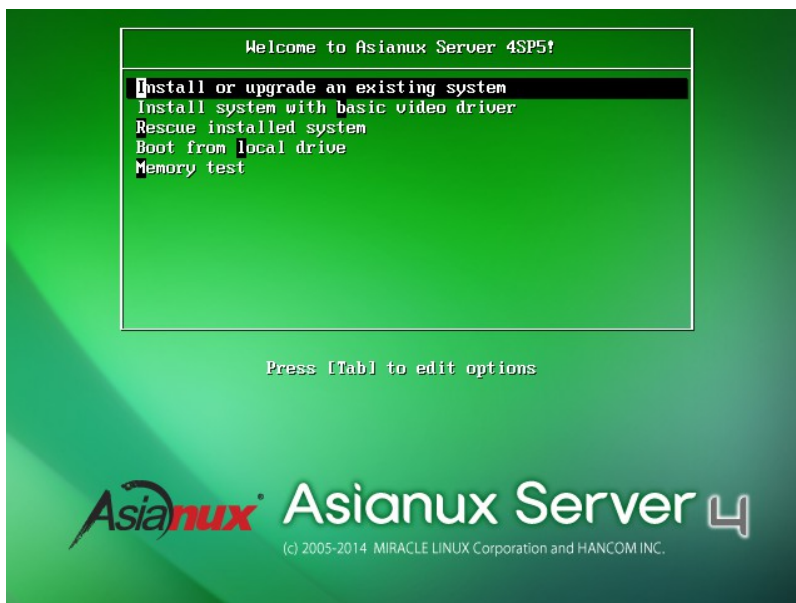 Welcome to Asianux Server 4SP5!
Install or upgrade an existing system
Install system with basic video driver
Rescue installed system
Boot from local drive
Memory test
Press [Tab] to edit options
Asianux® Asianux Server 4
(c) 2005-2014 MIRACLE LINUX Corporation and HANCOM INC.